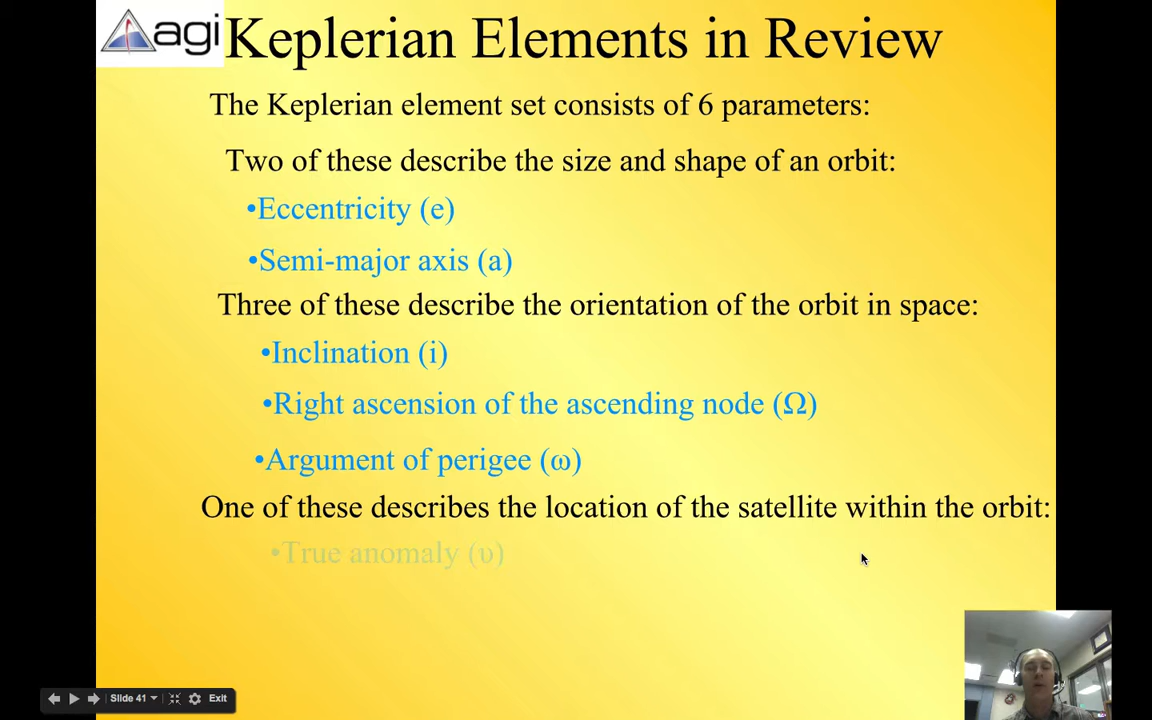 agi
Keplerian Elements in Review
The Keplerian element set consists of 6 parameters:
Two of these describe the size and shape of an orbit:
•Eccentricity (e)
•Semi-major axis (a)
Three of these describe the orientation of the orbit in space:
•Inclination (i)
•Right ascension of the ascending node (Ω)
•Argument of perigee (ω)
One of these describes the location of the satellite within the orbit:
•True anomaly (υ)
Slide 41
Exit